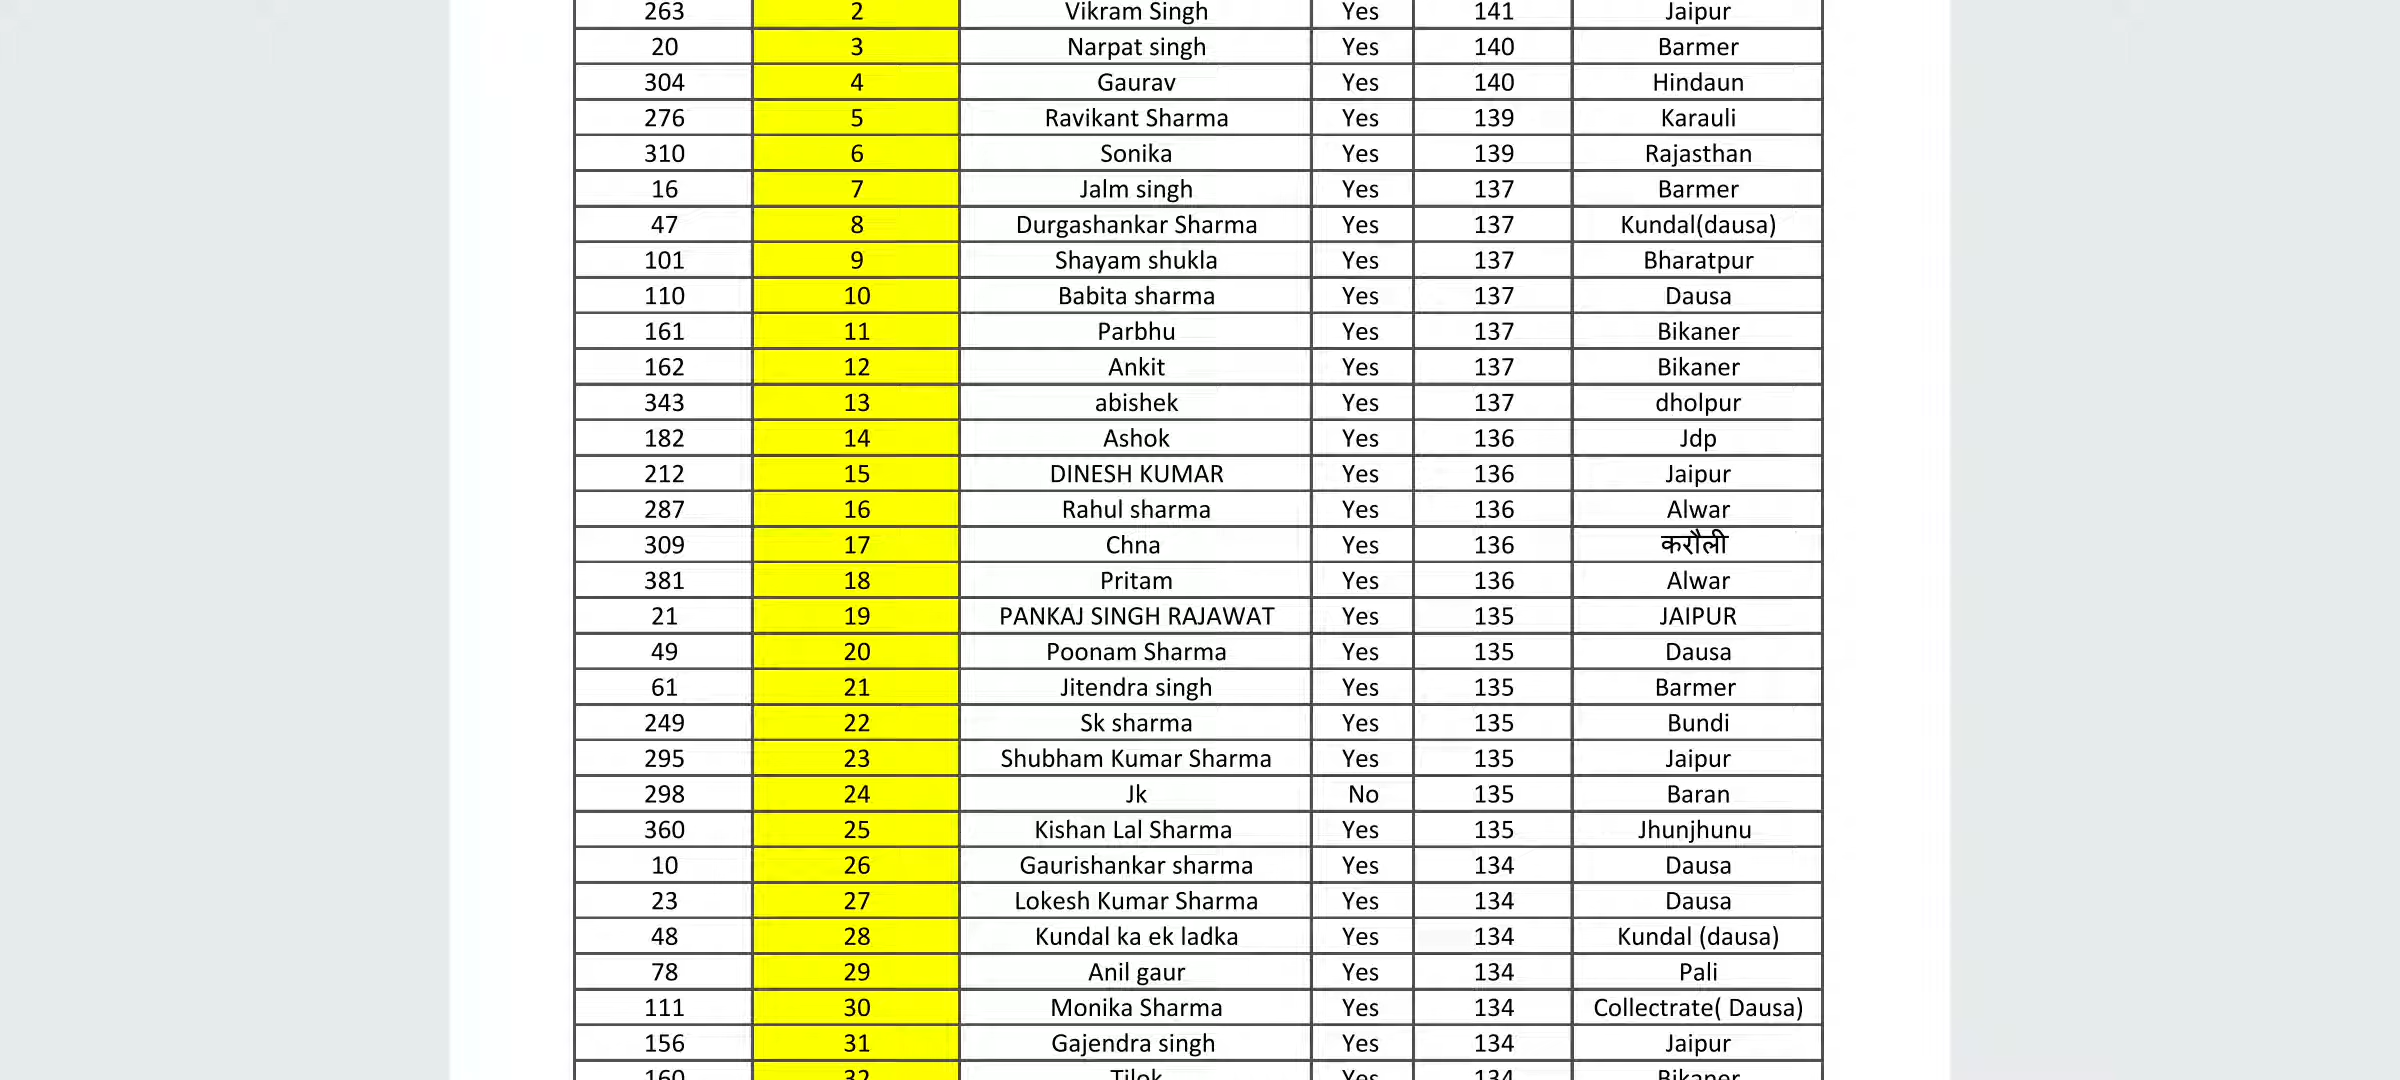 263 2 Vikram Singh Yes 141 Jaipur
20 3 Narpat singh Yes 140 Barmer
304 4 Gaurav Yes 140 Hindaun
276 5 Ravikant Sharma Yes 139 Karauli
310 6 Sonika Yes 139 Rajasthan
16 7 Jalm singh Yes 137 Barmer
47 8 Durgashankar Sharma Yes 137 Kundal(dausa)
101 9 Shayam shukla Yes 137 Bharatpur
110 10 Babita sharma Yes 137 Dausa
161 11 Parbhu Yes 137 Bikaner
162 12 Ankit Yes 137 Bikaner
343 13 abishek Yes 137 dholpur
182 14 Ashok Yes 136 Jdp
212 15 DINESH KUMAR Yes 136 Jaipur
287 16 Rahul sharma Yes 136 Alwar
309 17 Chna Yes 136 करौली
381 18 Pritam Yes 136 Alwar
21 19 PANKAJ SINGH RAJAWAT Yes 135 JAIPUR
49 20 Poonam Sharma Yes 135 Dausa
61 21 Jitendra singh Yes 135 Barmer
249 22 Sk sharma Yes 135 Bundi
295 23 Shubham Kumar Sharma Yes 135 Jaipur
298 24 Jk No 135 Baran
360 25 Kishan Lal Sharma Yes 135 Jhunjhunu
10 26 Gaurishankar sharma Yes 134 Dausa
23 27 Lokesh Kumar Sharma Yes 134 Dausa
48 28 Kundal ka ek ladka Yes 134 Kundal (dausa)
78 29 Anil gaur Yes 134 Pali
111 30 Monika Sharma Yes 134 Collectrate( Dausa)
156 31 Gajendra singh Yes 134 Jaipur
160 32 Tilok Yes 134 Bikaner